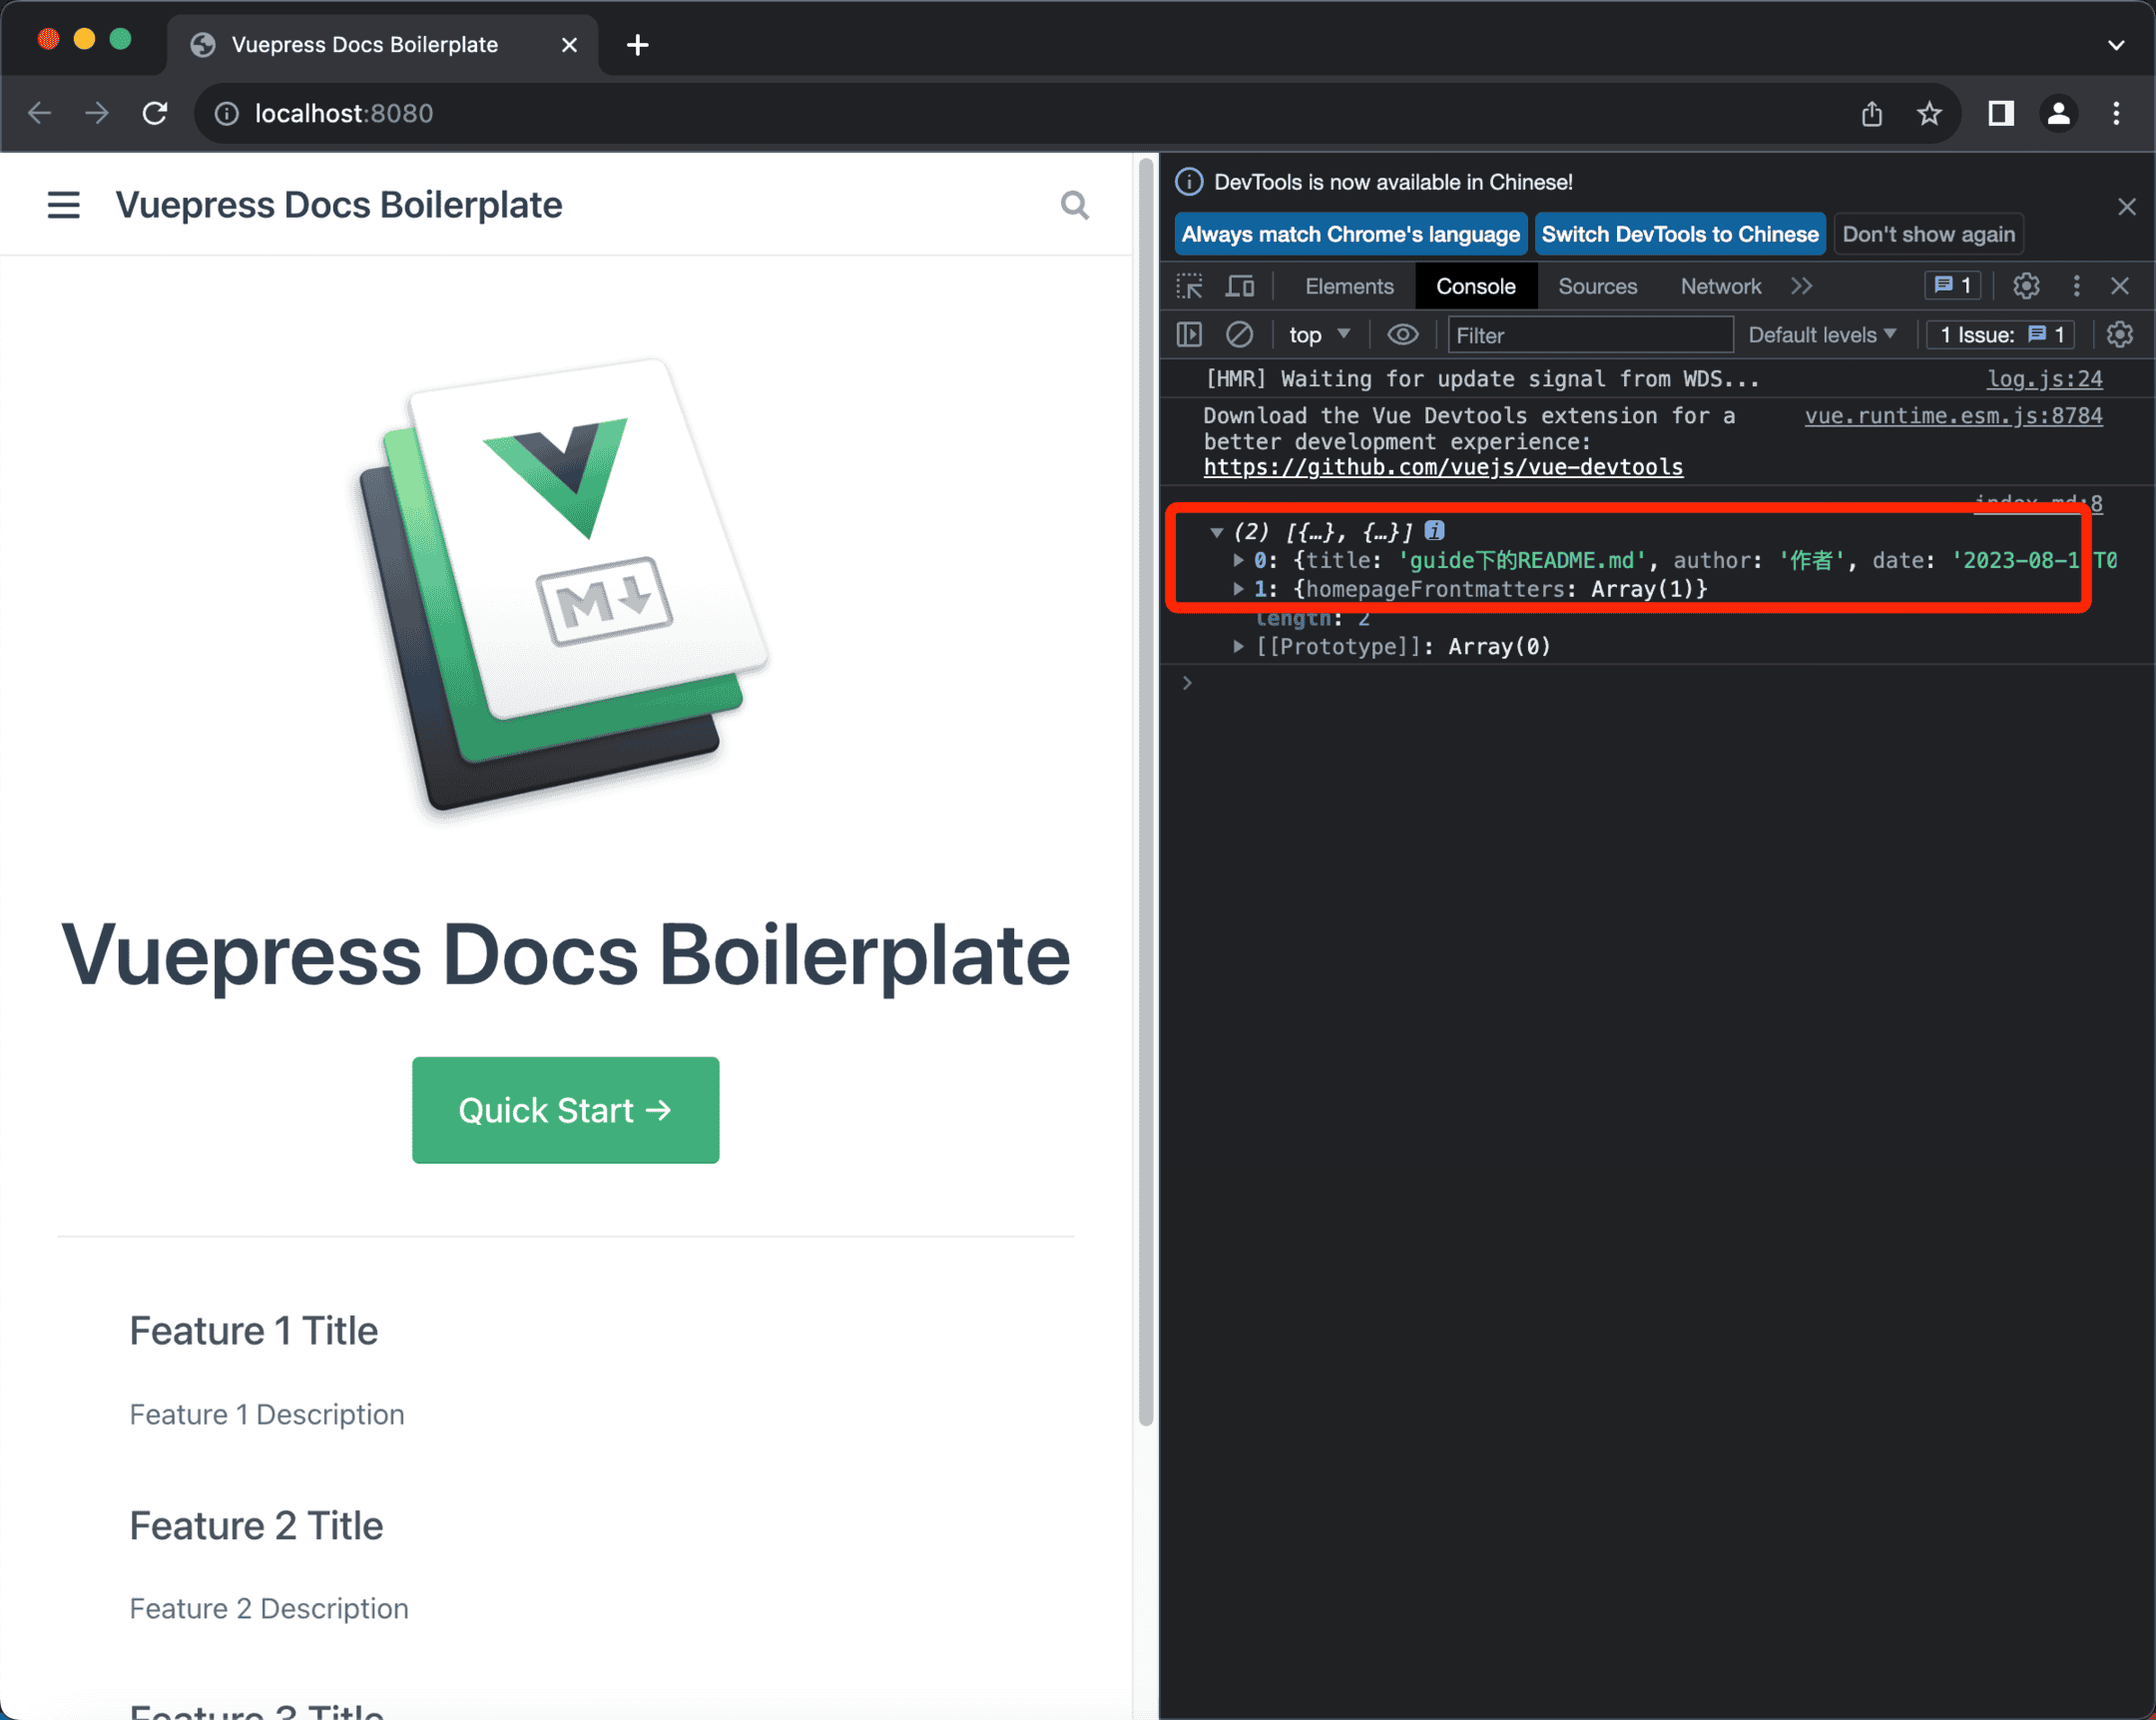 Vuepress Docs Boilerplate
localhost:8080
Vuepress Docs Boilerplate
M
Vuepress Docs Boilerplate
Quick Start →
Feature 1 Title
Feature 1 Description
Feature 2 Title
Feature 2 Description
Feature 3 Title
DevTools is now available in Chinese!
Always match Chrome's language Switch DevTools to Chinese Don't show again
Elements Console Sources Network 1
top Filter Default levels 1 Issue: 1
[HMR] Waiting for update signal from WDS... log.js:24
Download the Vue Devtools extension for a vue.runtime.esm.js:8784
better development experience:
https://github.com/vuejs/vue-devtools
index.md:8
(2) [{…}, {…}] i
0: {title: 'guide下的README.md', author: '作者', date: '2023-08-1
1: {homepageFrontmatters: Array(1)}
length: 2
[[Prototype]]: Array(0)